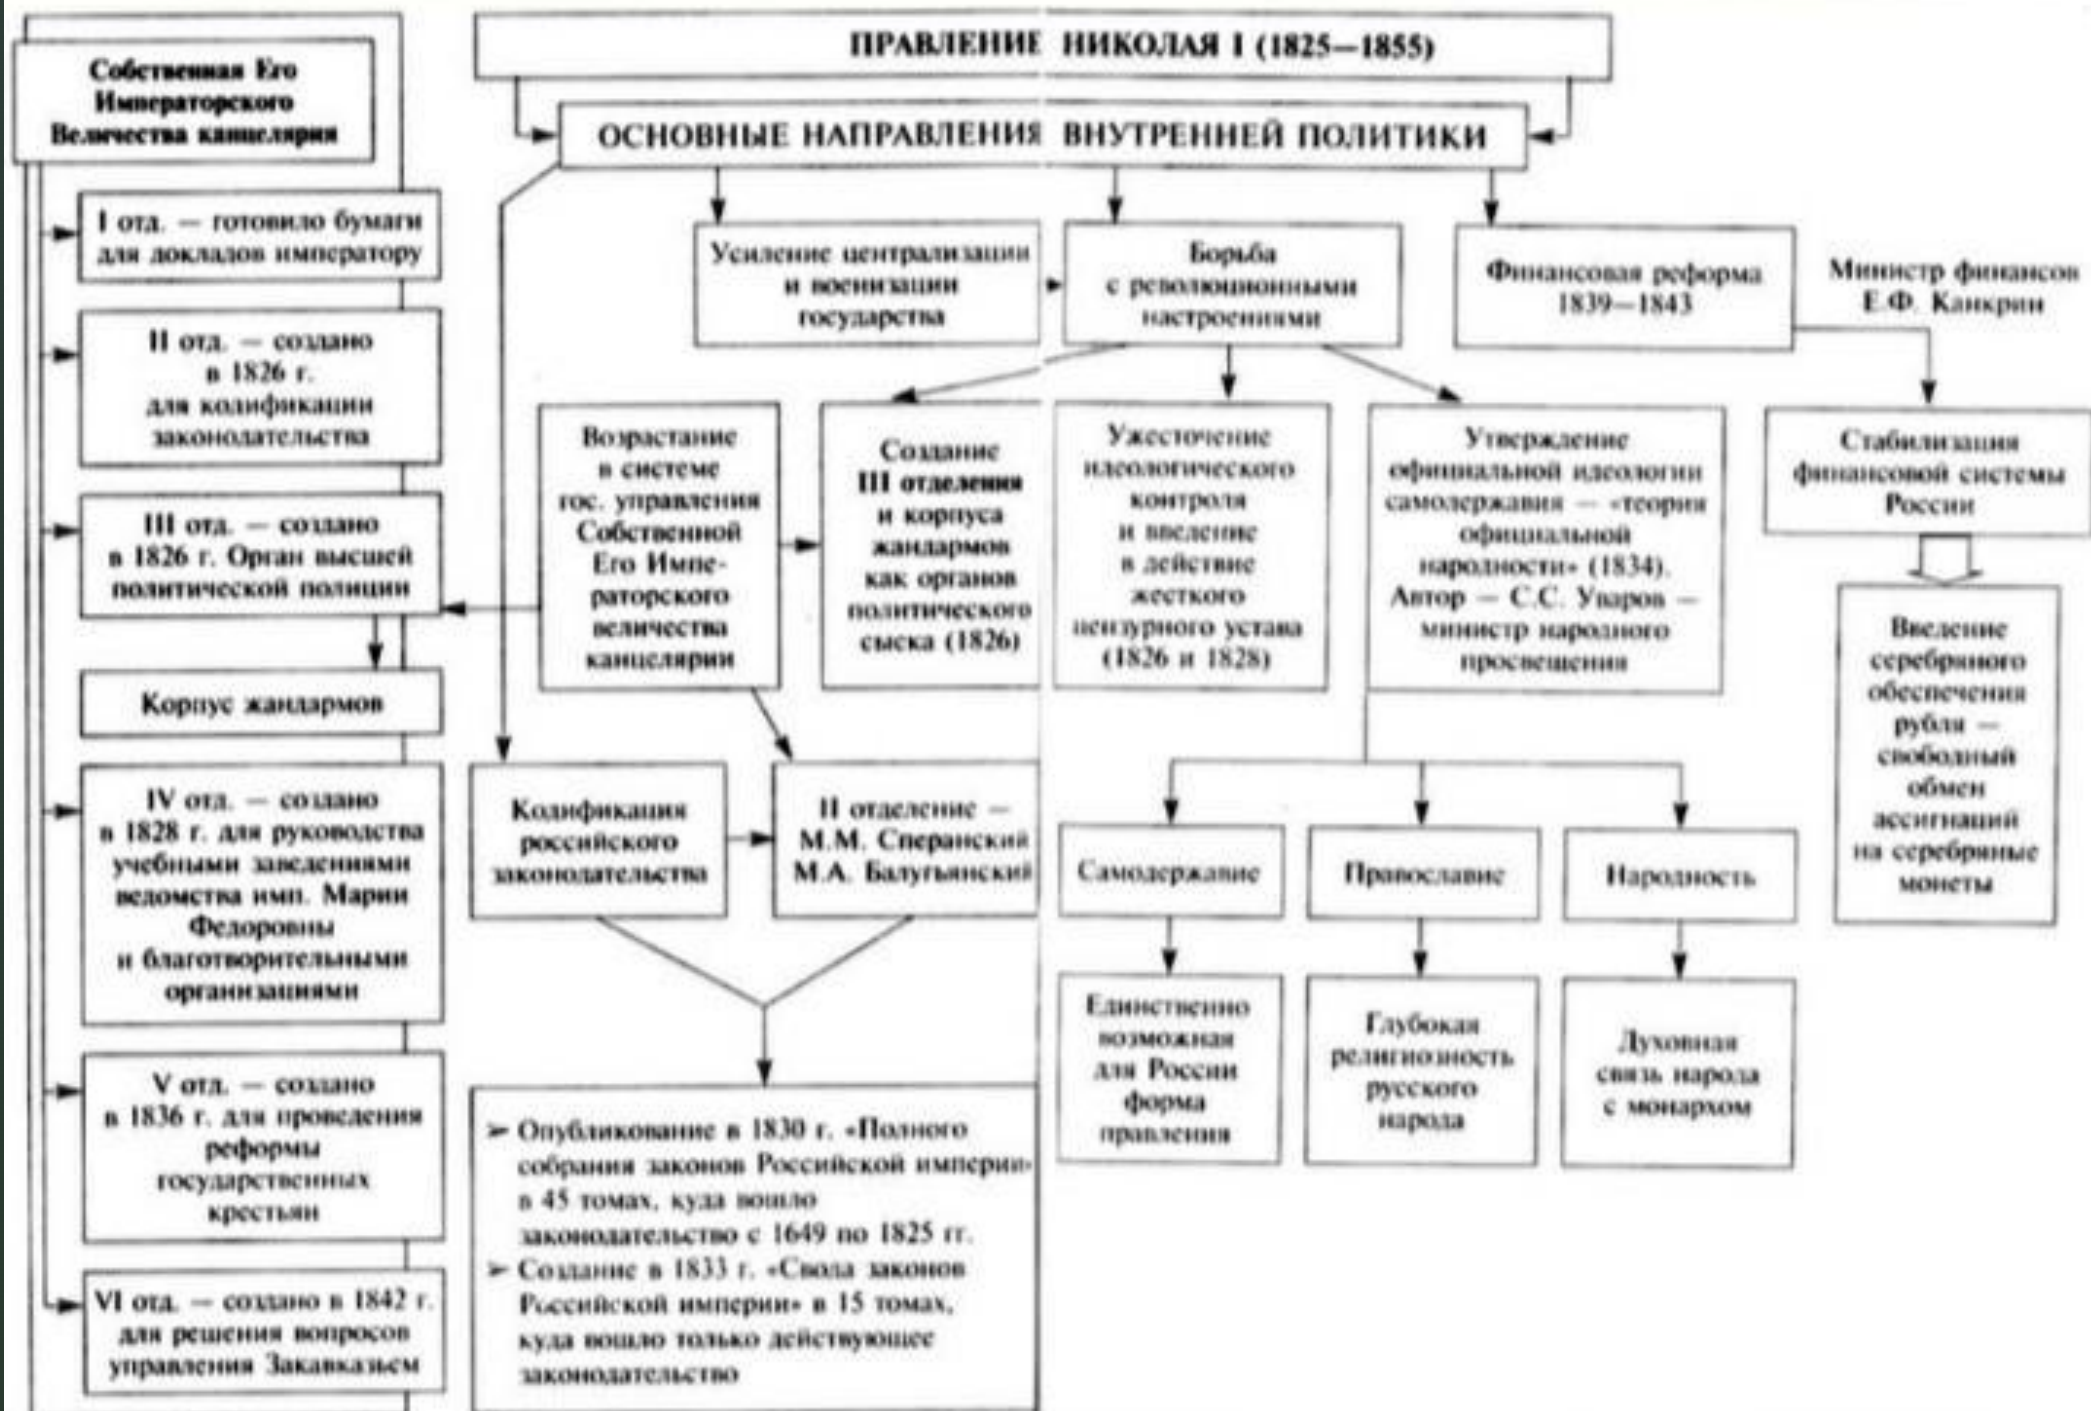 Собственная Его
Императорского
Величества канцелярия
I отд. — готовило бумаги
для докладов императору
II отд. — создано
в 1826 г.
для кодификации
законодательства
III отд. — создано
в 1826 г. Орган высшей
политической полиции
Корпус жандармов
IV отд. — создано
в 1828 г. для руководства
учебными заведениями
ведомства имп. Марии
Федоровны
и благотворительными
организациями
V отд. — создано
в 1836 г. для проведения
реформы
государственных
крестьян
VI отд. — создано в 1842 г.
для решения вопросов
управления Закавказьем
ПРАВЛЕНИЕ НИКОЛАЯ I (1825—1855)
ОСНОВНЫЕ НАПРАВЛЕНИЯ ВНУТРЕННЕЙ ПОЛИТИКИ
Усиление централизации
и военизации
государства
Борьба
с революционными
настроениями
Финансовая реформа
1839—1843
Министр финансов
Е.Ф. Канкрин
Возрастание
в системе
гос. управления
Собственной
Его Импе-
раторского
величества
канцелярии
Создание
III отделения
и корпуса
жандармов
как органов
политического
сыска (1826)
Ужесточение
идеологического
контроля
и введение
в действие
жесткого
цензурного устава
(1826 и 1828)
Утверждение
официальной идеологии
самодержавия — «теория
официальной
народности» (1834).
Автор — С.С. Уваров —
министр народного
просвещения
Стабилизация
финансовой системы
России
Введение
серебряного
обеспечения
рубля —
свободный
обмен
ассигнаций
на серебряные
монеты
Кодификация
российского
законодательства
II отделение —
М.М. Сперанский
М.А. Балугьянский
Самодержавие
Православие
Народность
Единственно
возможная
для России
форма
правления
Глубокая
религиозность
русского
народа
Духовная
связь народа
с монархом
➢ Опубликование в 1830 г. «Полного
собрания законов Российской империи»
в 45 томах, куда вошло
законодательство с 1649 по 1825 гг.
➢ Создание в 1833 г. «Свода законов
Российской империи» в 15 томах,
куда вошло только действующее
законодательство